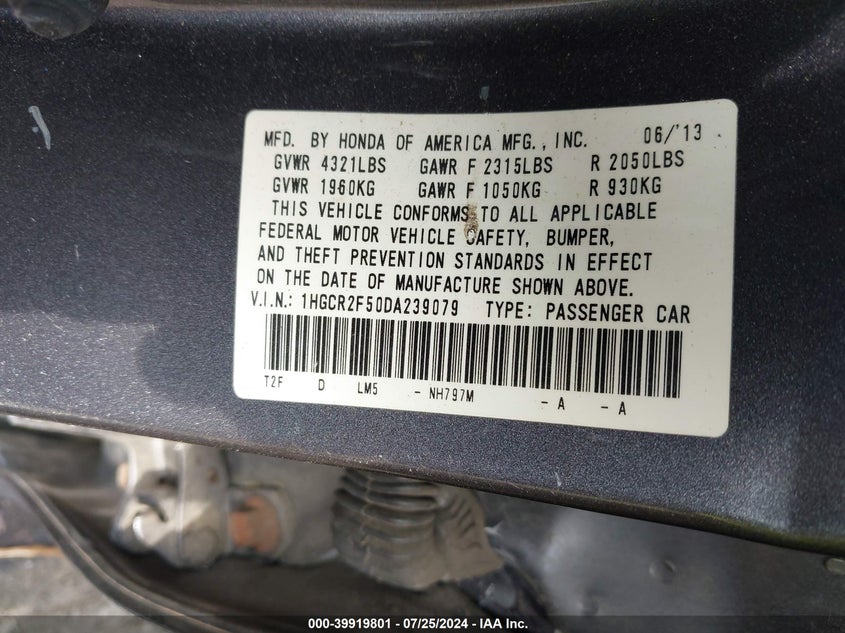 MFD. BY HONDA OF AMERICA MFG., INC. 06/'13
GVWR 4321LBS GAWR F 2315LBS R 2050LBS
GVWR 1960KG GAWR F 1050KG R 930KG
THIS VEHICLE CONFORMS TO ALL APPLICABLE
FEDERAL MOTOR VEHICLE SAFETY, BUMPER,
AND THEFT PREVENTION STANDARDS IN EFFECT
ON THE DATE OF MANUFACTURE SHOWN ABOVE.
V.I.N.: 1HGCR2F50DA239079 TYPE: PASSENGER CAR
T2F D LM5 - NH797M - A - A
000-39919801 / 07/25/2024 - IAA Inc.